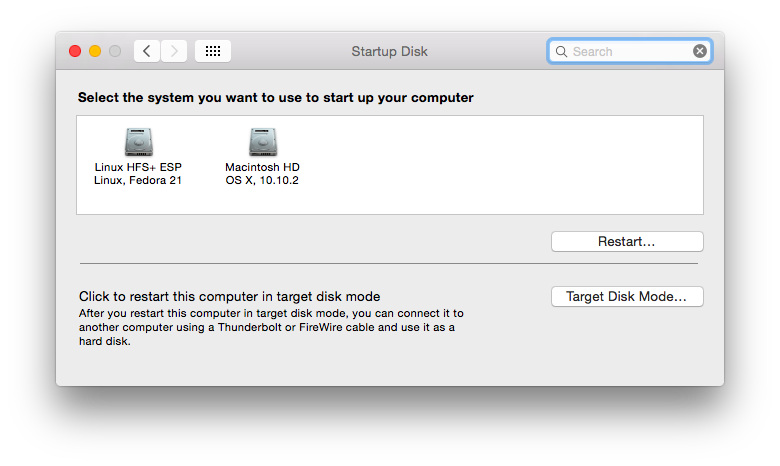 Startup Disk
Search
Select the system you want to use to start up your computer
Linux HFS+ ESP
Linux, Fedora 21
Macintosh HD
OS X, 10.10.2
Restart...
Click to restart this computer in target disk mode
After you restart this computer in target disk mode, you can connect it to
another computer using a Thunderbolt or FireWire cable and use it as a
hard disk.
Target Disk Mode...